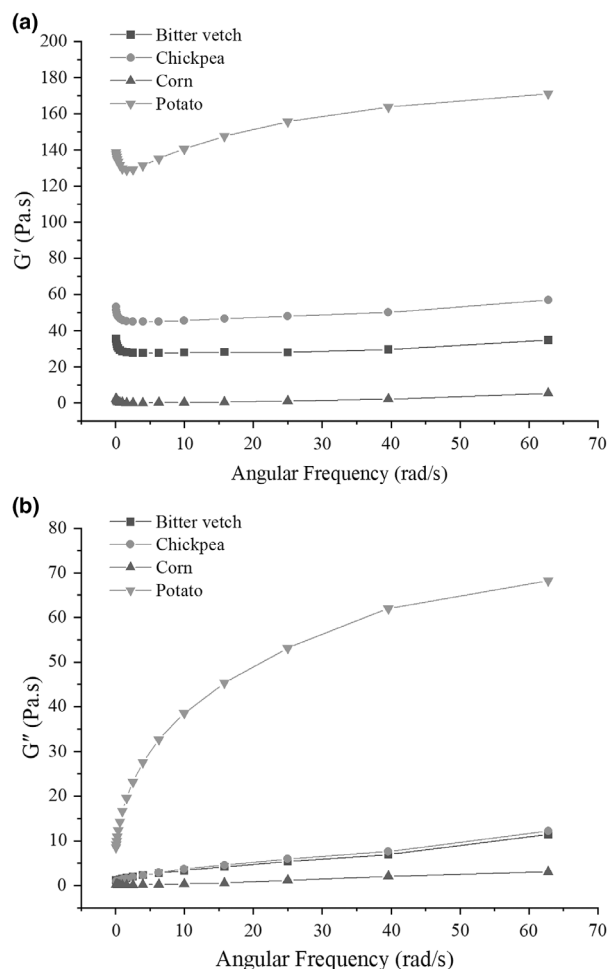 (a)
Bitter vetch
Chickpea
Corn
Potato
200
180
160
140
120
100
80
60
40
20
0
G′ (Pa.s)
0 10 20 30 40 50 60 70
Angular Frequency (rad/s)
(b)
Bitter vetch
Chickpea
Corn
Potato
80
70
60
50
40
30
20
10
0
G″ (Pa.s)
0 10 20 30 40 50 60 70
Angular Frequency (rad/s)